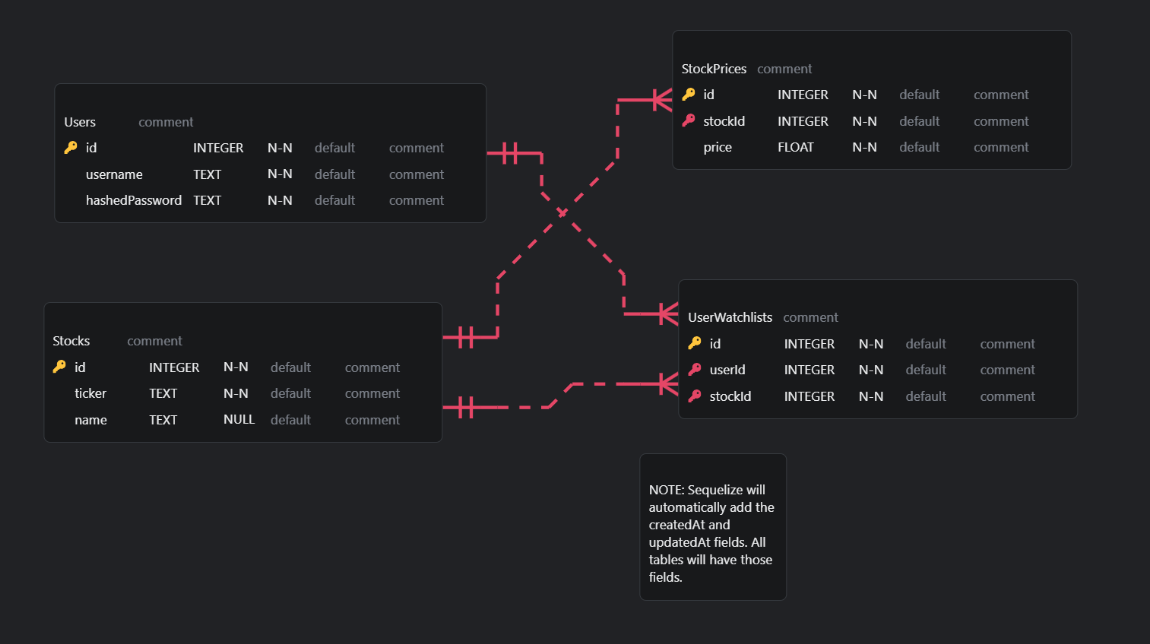 Users comment
id INTEGER N-N default comment
username TEXT N-N default comment
hashedPassword TEXT N-N default comment
StockPrices comment
id INTEGER N-N default comment
stockId INTEGER N-N default comment
price FLOAT N-N default comment
Stocks comment
id INTEGER N-N default comment
ticker TEXT N-N default comment
name TEXT NULL default comment
UserWatchlists comment
id INTEGER N-N default comment
userId INTEGER N-N default comment
stockId INTEGER N-N default comment
NOTE: Sequelize will
automatically add the
createdAt and
updatedAt fields. All
tables will have those
fields.